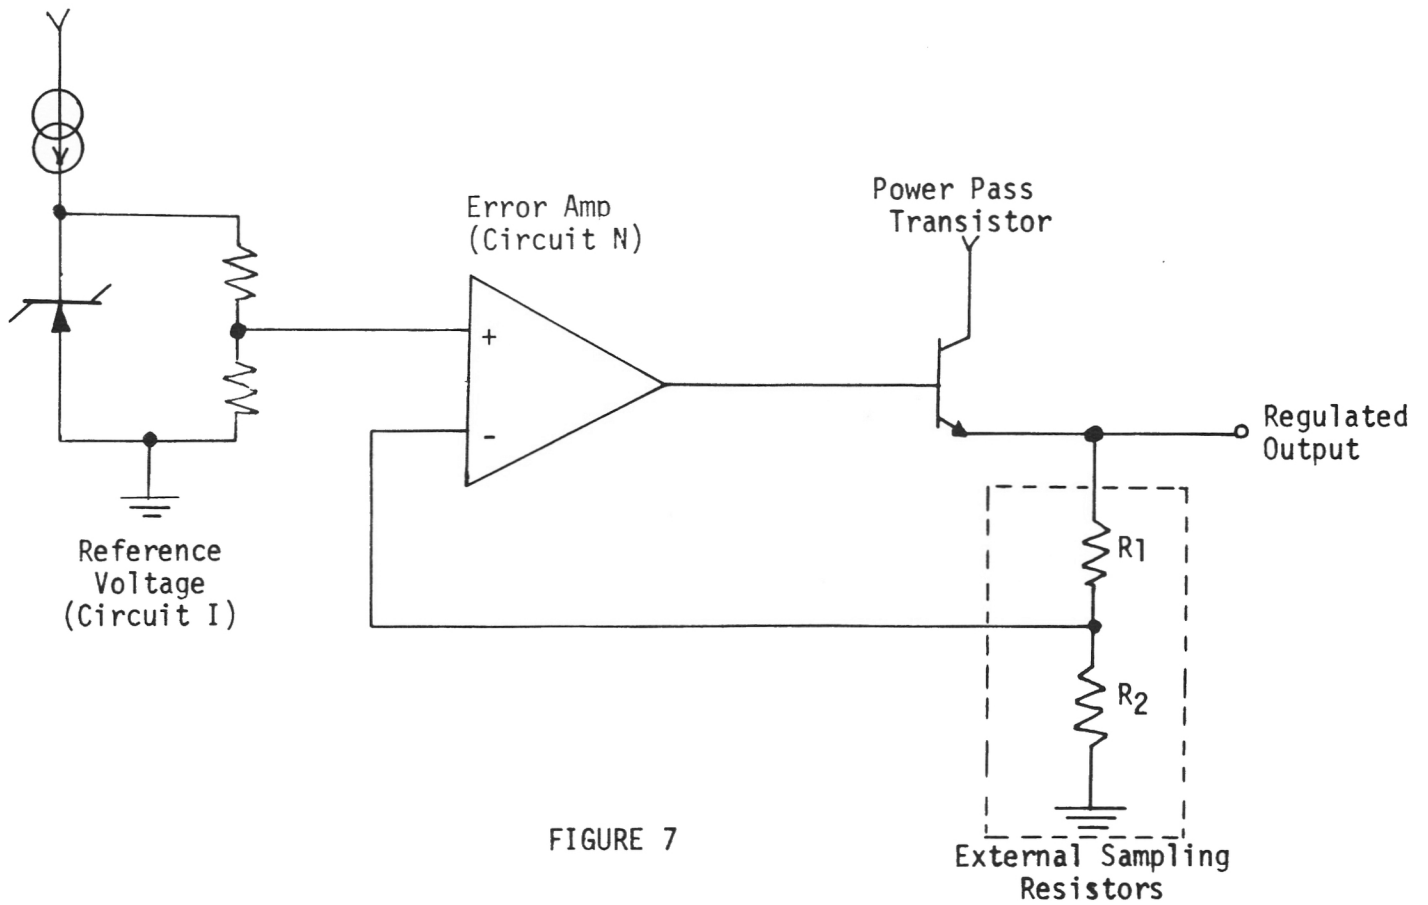 Power Pass
Transistor
Error Amp
(Circuit N)
+
-
Regulated
Output
R1
R2
Reference
Voltage
(Circuit I)
FIGURE 7
External Sampling
Resistors